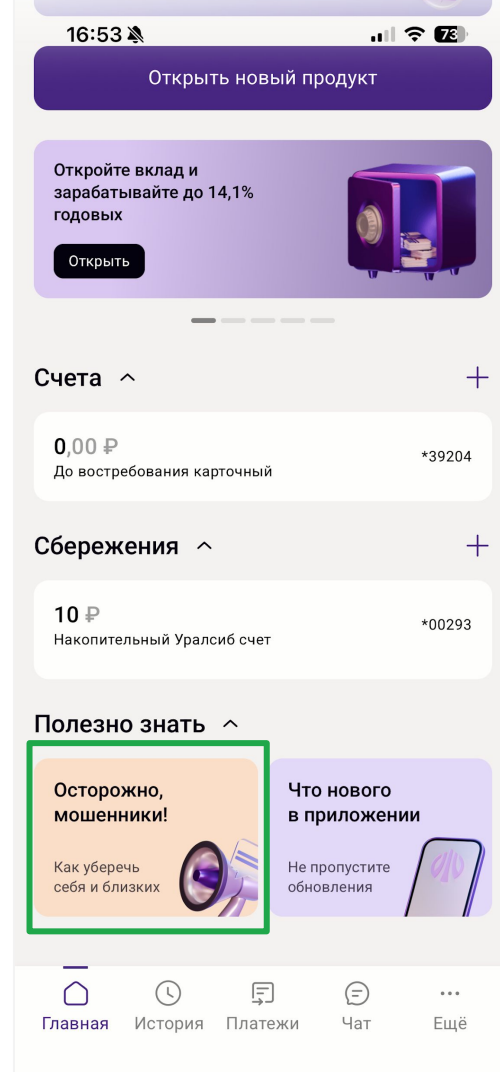 16:53
73
Открыть новый продукт
Откройте вклад и
зарабатывайте до 14,1%
годовых
Открыть
Счета
0,00 ₽
До востребования карточный
*39204
Сбережения
10 ₽
Накопительный Уралсиб счет
*00293
Полезно знать
Осторожно,
мошенники!
Как уберечь
себя и близких
Что нового
в приложении
Не пропустите
обновления
Главная
История
Платежи
Чат
Ещё